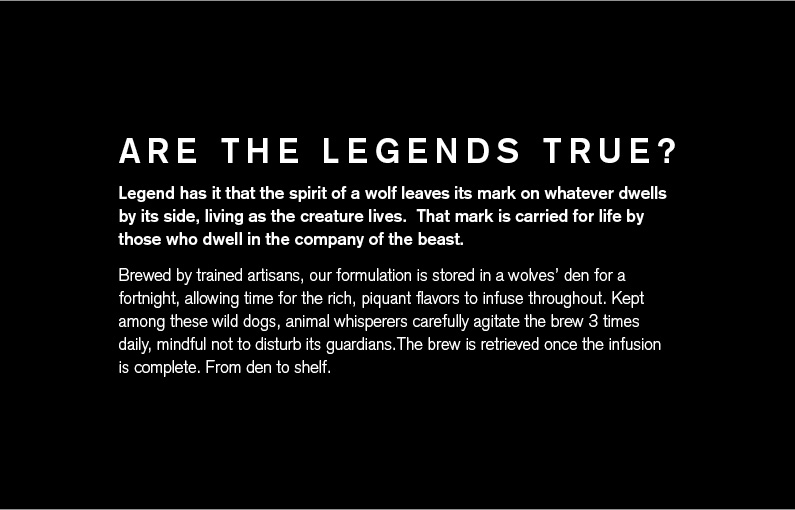 ARE THE LEGENDS TRUE?
Legend has it that the spirit of a wolf leaves its mark on whatever dwells
by its side, living as the creature lives.  That mark is carried for life by
those who dwell in the company of the beast.
Brewed by trained artisans, our formulation is stored in a wolves’ den for a
fortnight, allowing time for the rich, piquant flavors to infuse throughout. Kept
among these wild dogs, animal whisperers carefully agitate the brew 3 times
daily, mindful not to disturb its guardians.The brew is retrieved once the infusion
is complete. From den to shelf.